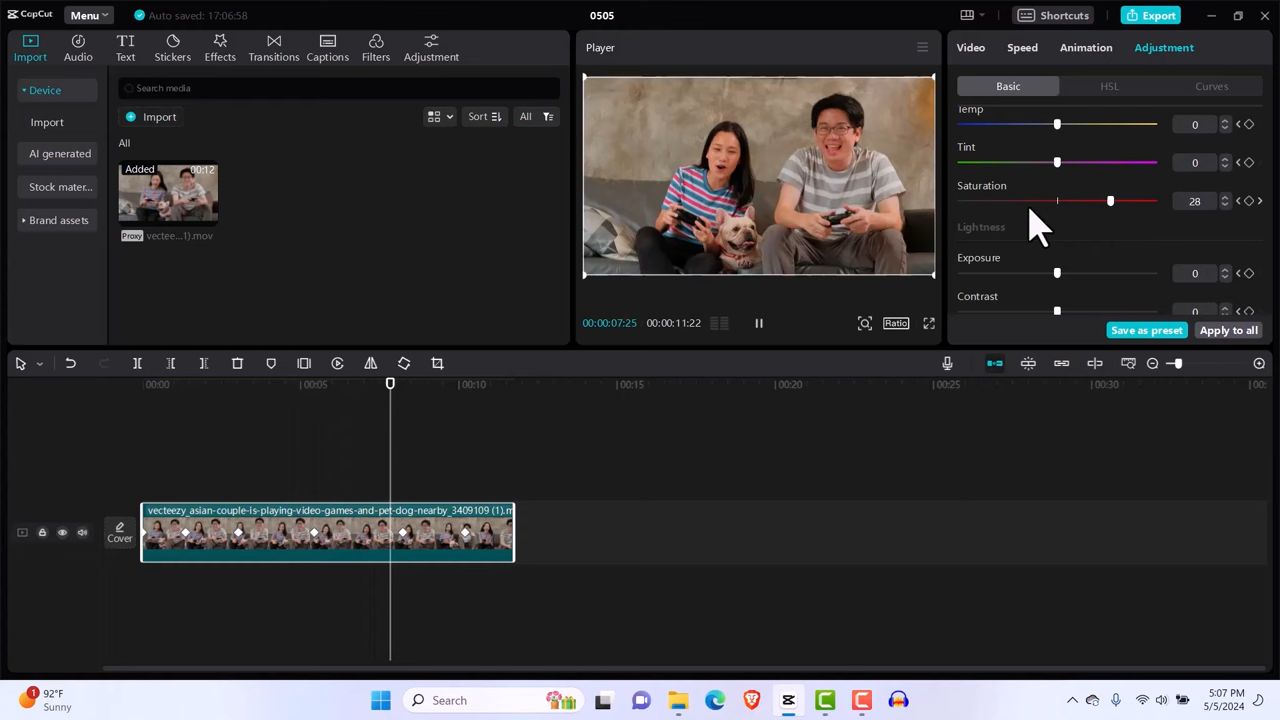 CapCut
Menu
Auto saved: 17:06:58
0505
Shortcuts
Export
Import
Audio
Text
Stickers
Effects
Transitions
Captions
Filters
Adjustment
Device
Import
AI generated
Stock mater...
Brand assets
Search media
Import
Sort
All
All
Added
00:12
Proxy
vectee...1).mov
Player
00:00:07:25
00:00:11:22
Ratio
Video
Speed
Animation
Adjustment
Basic
HSL
Curves
Temp
0
Tint
0
Saturation
28
Lightness
Exposure
0
Contrast
0
Save as preset
Apply to all
00:00
00:05
00:10
00:15
00:20
00:25
00:30
Cover
vecteezy_asian-couple-is-playing-video-games-and-pet-dog-nearby_3409109 (1).m
1
92°F
Sunny
Search
5:07 PM
5/5/2024